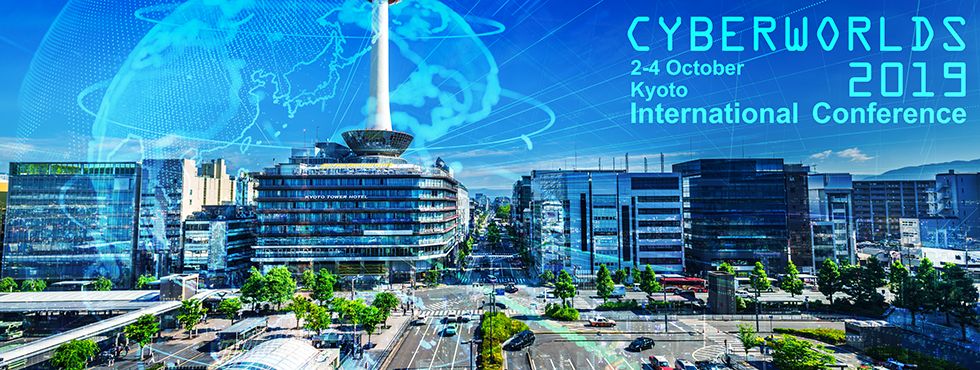 CYBERWORLDS
2019
2-4 October
Kyoto
International Conference
KYOTO TOWER HOTEL